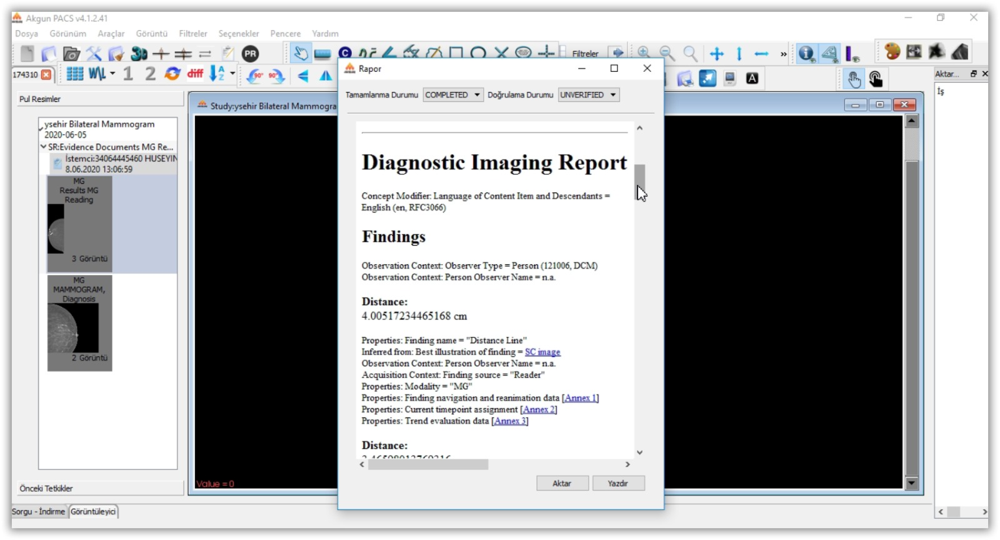 Akgun PACS v4.1.2.41
Dosya Görünüm Araçlar Görüntü Filtreler Seçenekler Pencere Yardım
3D PR C Filtreler »
174310 W/L 1 2 diff A Z 90° 90° A
Aktar...
İş
Pul Resimler
ysehir Bilateral Mammogram
2020-06-05
SR:Evidence Documents MG Re...
İstemci:34064445460 HUSEYIN
8.06.2020 13:06:59
MG
Results MG
Reading
3 Görüntü
MG
MAMMOGRAM,
Diagnosis
2 Görüntü
Önceki Tetkikler
Sorgu - İndirme Görüntüleyici
Study:ysehir Bilateral Mammogra
Value = 0
Rapor
Tamamlanma Durumu COMPLETED Doğrulama Durumu UNVERIFIED
Diagnostic Imaging Report
Concept Modifier: Language of Content Item and Descendants =
English (en, RFC3066)
Findings
Observation Context: Observer Type = Person (121006, DCM)
Observation Context: Person Observer Name = n.a.
Distance:
4.00517234465168 cm
Properties: Finding name = "Distance Line"
Inferred from: Best illustration of finding = SC image
Observation Context: Person Observer Name = n.a.
Acquisition Context: Finding source = "Reader"
Properties: Modality = "MG"
Properties: Finding navigation and reanimation data [Annex 1]
Properties: Current timepoint assignment [Annex 2]
Properties: Trend evaluation data [Annex 3]
Distance:
Aktar Yazdır